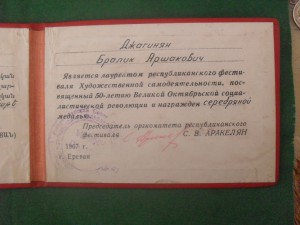 Джагинян
Бралик Аршакович
Является лауреатом республиканского фести-
валя Художественной самодеятельности, пос-
вященный 50-летию Великой Октябрьской социа-
листической революции и награжден серебряной
медалью.
Председатель оргкомитета республиканского
фестиваля
С. В. АРАКЕЛЯН
1967 г.
г. Ереван